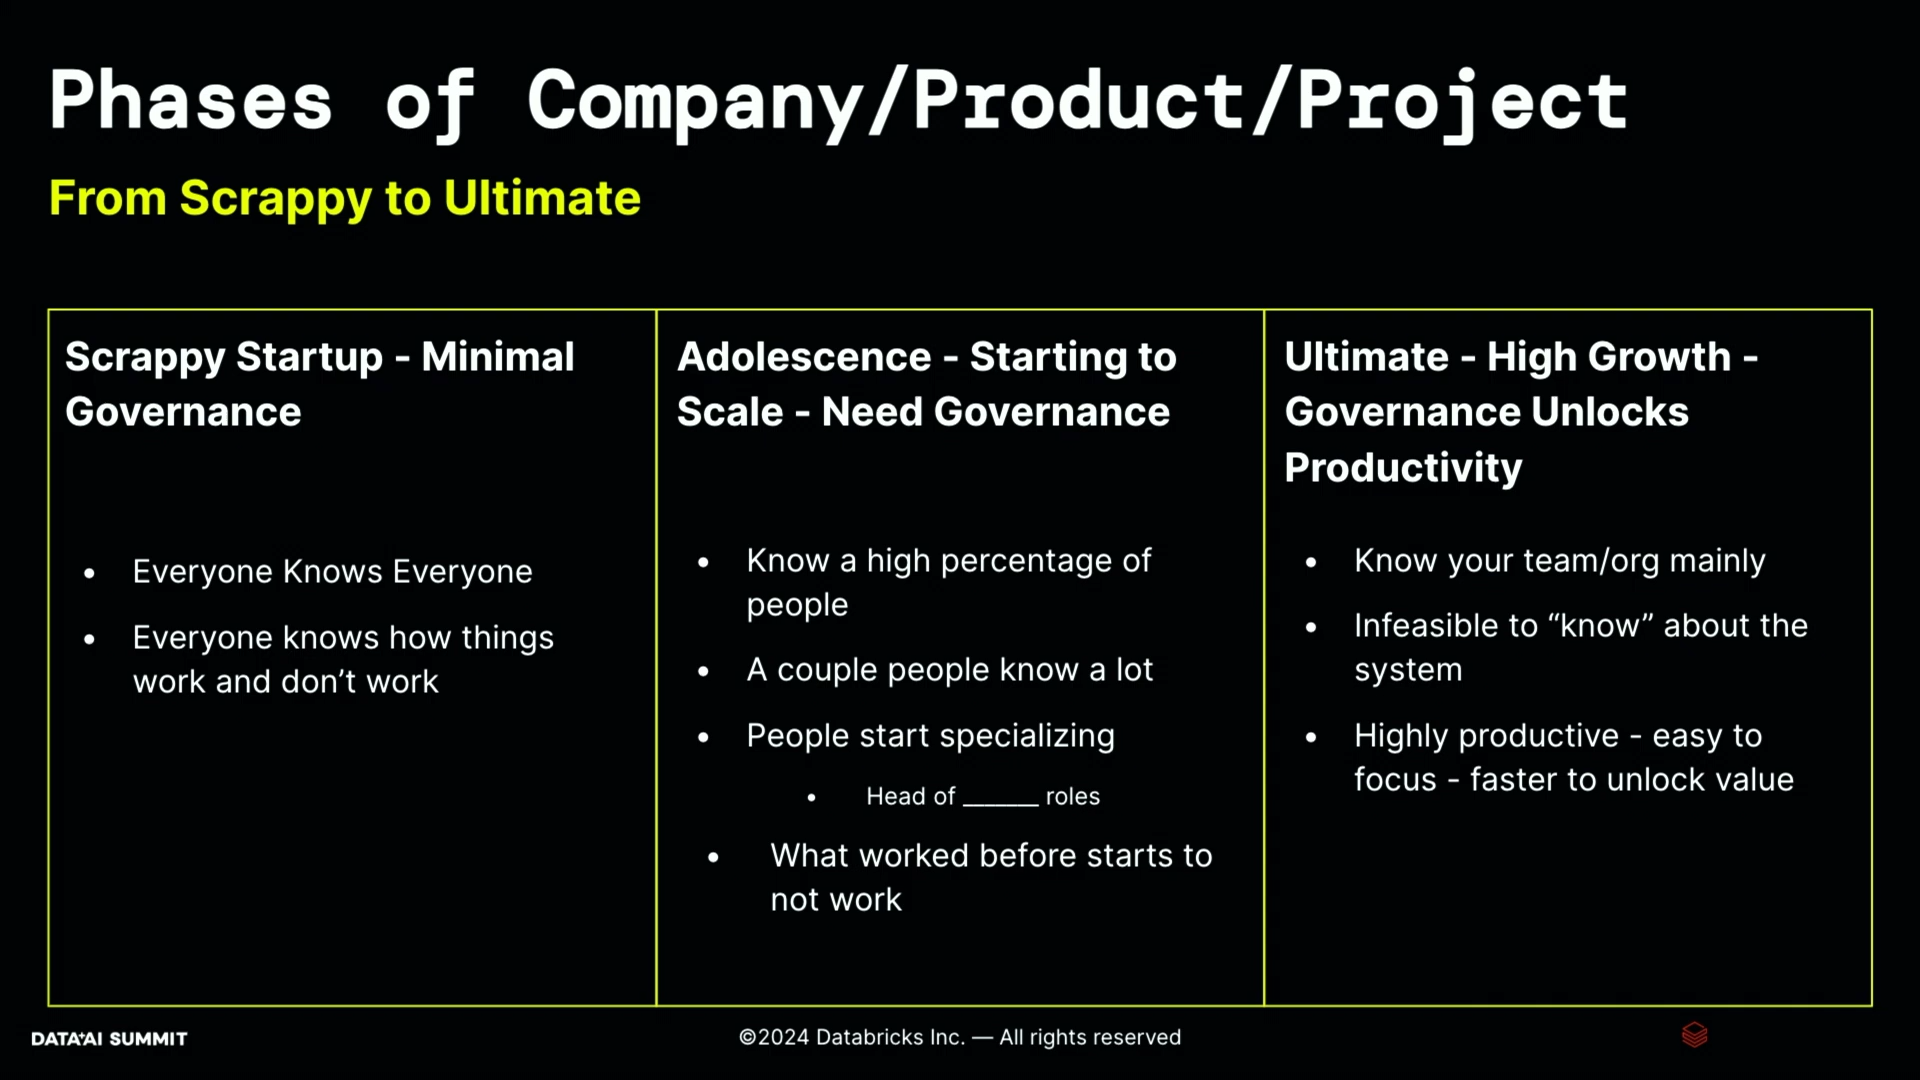 Phases of Company/Product/Project
From Scrappy to Ultimate
Scrappy Startup - Minimal
Governance
• Everyone Knows Everyone
• Everyone knows how things
work and don’t work
Adolescence - Starting to
Scale - Need Governance
• Know a high percentage of
people
• A couple people know a lot
• People start specializing
• Head of ______ roles
• What worked before starts to
not work
Ultimate - High Growth -
Governance Unlocks
Productivity
• Know your team/org mainly
• Infeasible to “know” about the
system
• Highly productive - easy to
focus - faster to unlock value
DATA+AI SUMMIT
©2024 Databricks Inc. — All rights reserved